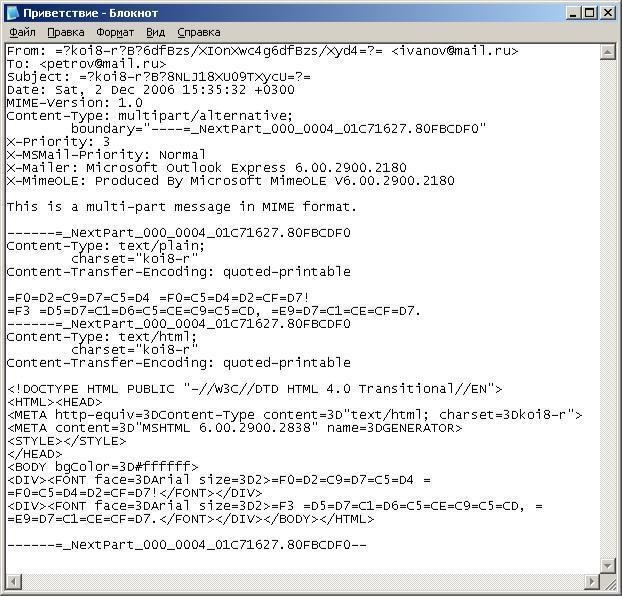 Приветствие - Блокнот
Файл Правка Формат Вид Справка
From: =?koi8-r?B?6dfBzs/XIOnXwc4g6dfBzs/Xyd4=?= <ivanov@mail.ru>
To: <petrov@mail.ru>
Subject: =?koi8-r?B?8NLJ18XU09TXycU=?=
Date: Sat, 2 Dec 2006 15:35:32 +0300
MIME-Version: 1.0
Content-Type: multipart/alternative;
boundary="----=_NextPart_000_0004_01C71627.80FBCDF0"
X-Priority: 3
X-MSMail-Priority: Normal
X-Mailer: Microsoft Outlook Express 6.00.2900.2180
X-MimeOLE: Produced By Microsoft MimeOLE V6.00.2900.2180
This is a multi-part message in MIME format.
------=_NextPart_000_0004_01C71627.80FBCDF0
Content-Type: text/plain;
charset="koi8-r"
Content-Transfer-Encoding: quoted-printable
=F0=D2=C9=D7=C5=D4 =F0=C5=D4=D2=CF=D7!
=F3 =D5=D7=C1=D6=C5=CE=C9=C5=CD, =E9=D7=C1=CE=CF=D7.
------=_NextPart_000_0004_01C71627.80FBCDF0
Content-Type: text/html;
charset="koi8-r"
Content-Transfer-Encoding: quoted-printable
<!DOCTYPE HTML PUBLIC "-//W3C//DTD HTML 4.0 Transitional//EN">
<HTML><HEAD>
<META http-equiv=3DContent-Type content=3D"text/html; charset=3Dkoi8-r">
<META content=3D"MSHTML 6.00.2900.2838" name=3DGENERATOR>
<STYLE></STYLE>
</HEAD>
<BODY bgColor=3D#ffffff>
<DIV><FONT face=3DArial size=3D2>=F0=D2=C9=D7=C5=D4 =
=F0=C5=D4=D2=CF=D7!</FONT></DIV>
<DIV><FONT face=3DArial size=3D2>=F3 =D5=D7=C1=D6=C5=CE=C9=C5=CD, =
=E9=D7=C1=CE=CF=D7.</FONT></DIV></BODY></HTML>
------=_NextPart_000_0004_01C71627.80FBCDF0--